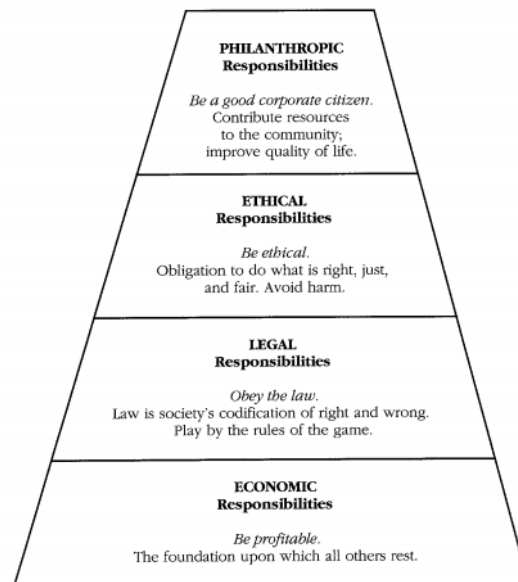 PHILANTHROPIC
Responsibilities
Be a good corporate citizen.
Contribute resources
to the community;
improve quality of life.
ETHICAL
Responsibilities
Be ethical.
Obligation to do what is right, just,
and fair. Avoid harm.
LEGAL
Responsibilities
Obey the law.
Law is society's codification of right and wrong.
Play by the rules of the game.
ECONOMIC
Responsibilities
Be profitable.
The foundation upon which all others rest.